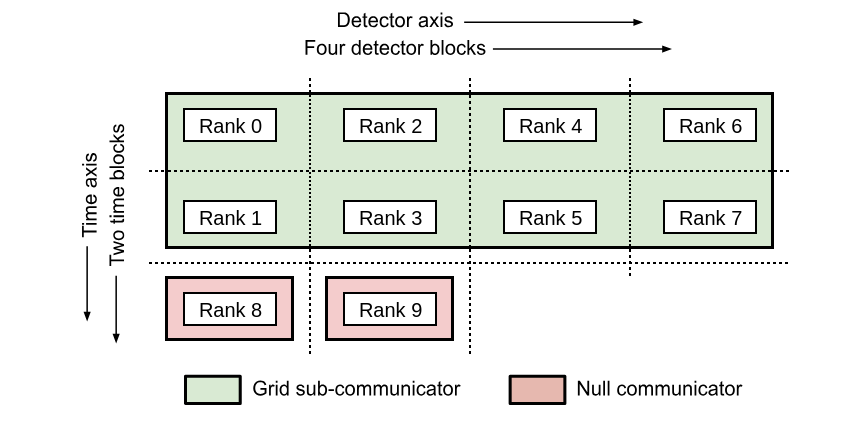 Detector axis
Four detector blocks
Time axis
Two time blocks
Rank 0
Rank 2
Rank 4
Rank 6
Rank 1
Rank 3
Rank 5
Rank 7
Rank 8
Rank 9
Grid sub-communicator
Null communicator